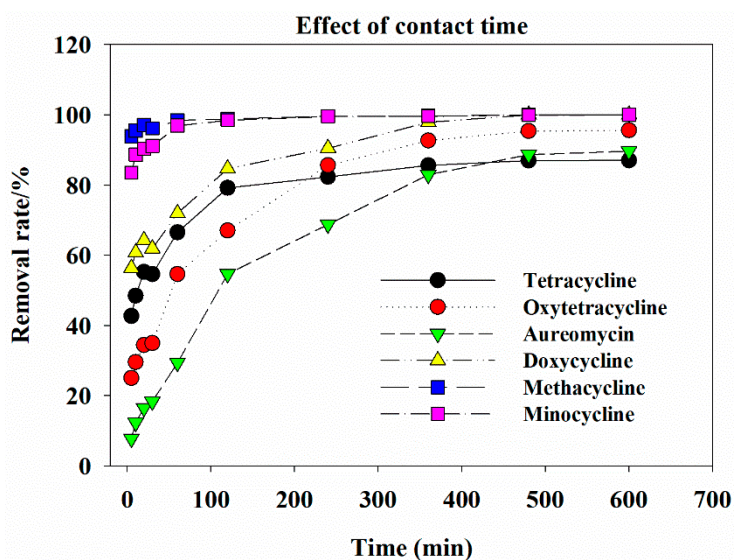 Effect of contact time
120
100
80
60
40
20
0
Removal rate/%
Tetracycline
Oxytetracycline
Aureomycin
Doxycycline
Methacycline
Minocycline
0 100 200 300 400 500 600 700
Time (min)